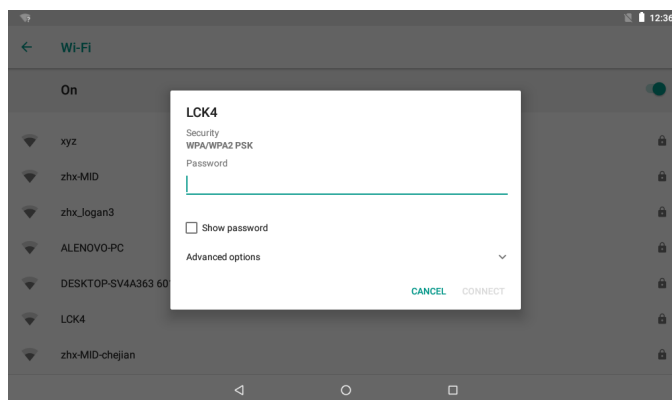 12:36
Wi-Fi
On
LCK4
Security
WPA/WPA2 PSK
Password
Show password
Advanced options
CANCEL CONNECT
xyz
zhx-MID
zhx_logan3
ALENOVO-PC
DESKTOP-SV4A363 60
LCK4
zhx-MID-chejian